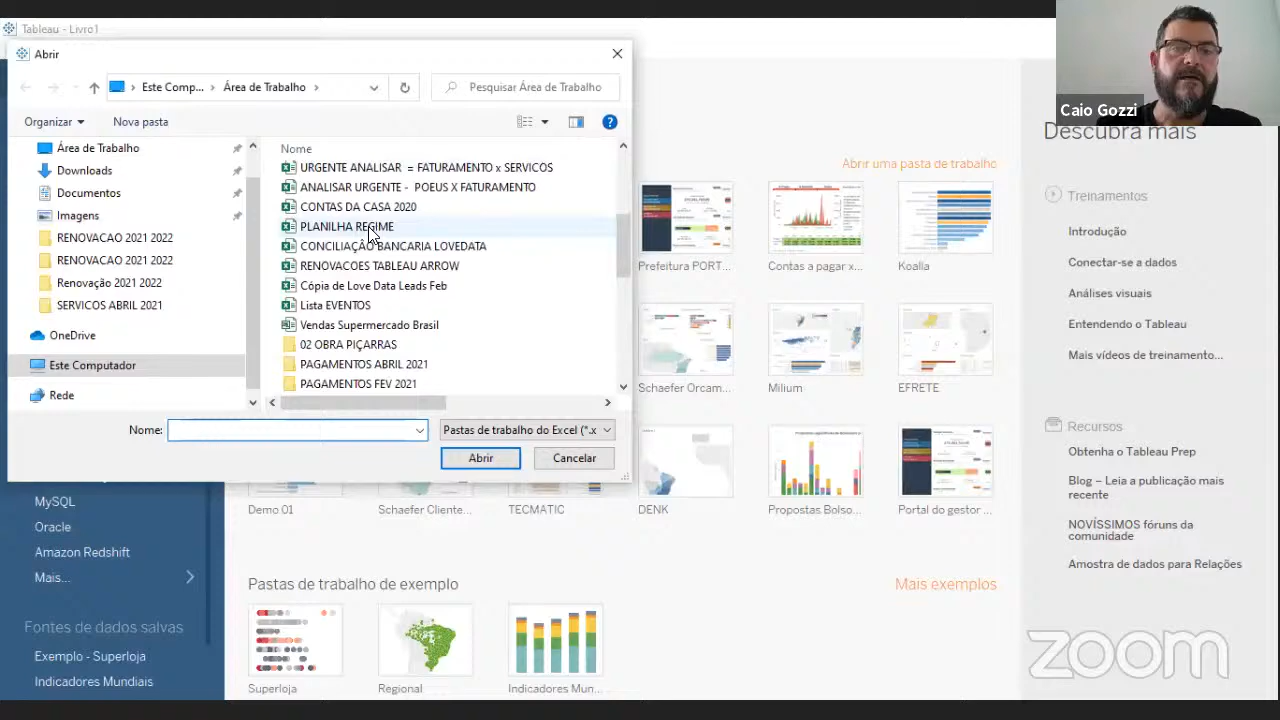 Tableau - Livro1
Abrir
Este Comp... Área de Trabalho
Pesquisar Área de Trabalho
Organizar
Nova pasta
Área de Trabalho
Downloads
Documentos
Imagens
RENOVACAO 2021 2022
RENOVACAO 2021 2022
Renovação 2021 2022
SERVICOS ABRIL 2021
OneDrive
Este Computador
Rede
Nome
URGENTE ANALISAR = FATURAMENTO x SERVICOS
ANALISAR URGENTE - POEUS X FATURAMENTO
CONTAS DA CASA 2020
PLANILHA REGIME
CONCILIAÇÃO BANCARIA LOVEDATA
RENOVACOES TABLEAU ARROW
Cópia de Love Data Leads Feb
Lista EVENTOS
Vendas Supermercado Brasil
02 OBRA PIÇARRAS
PAGAMENTOS ABRIL 2021
PAGAMENTOS FEV 2021
Nome:
Pastas de trabalho do Excel (*.x
Abrir
Cancelar
MySQL
Oracle
Amazon Redshift
Mais...
Fontes de dados salvas
Exemplo - Superloja
Indicadores Mundiais
Abrir uma pasta de trabalho
Prefeitura PORT...
Contas a pagar x...
Koalla
Schaefer Orcam...
Milium
EFRETE
Demo 01
Schaefer Cliente...
TECMATIC
DENK
Propostas Bolso...
Portal do gestor ...
Pastas de trabalho de exemplo
Mais exemplos
Superloja
Regional
Indicadores Mun...
Caio Gozzi
Descubra mais
Treinamentos
Introdução
Conectar-se a dados
Análises visuais
Entendendo o Tableau
Mais vídeos de treinamento...
Recursos
Obtenha o Tableau Prep
Blog – Leia a publicação mais
recente
NOVÍSSIMOS fóruns da
comunidade
Amostra de dados para Relações
zoom